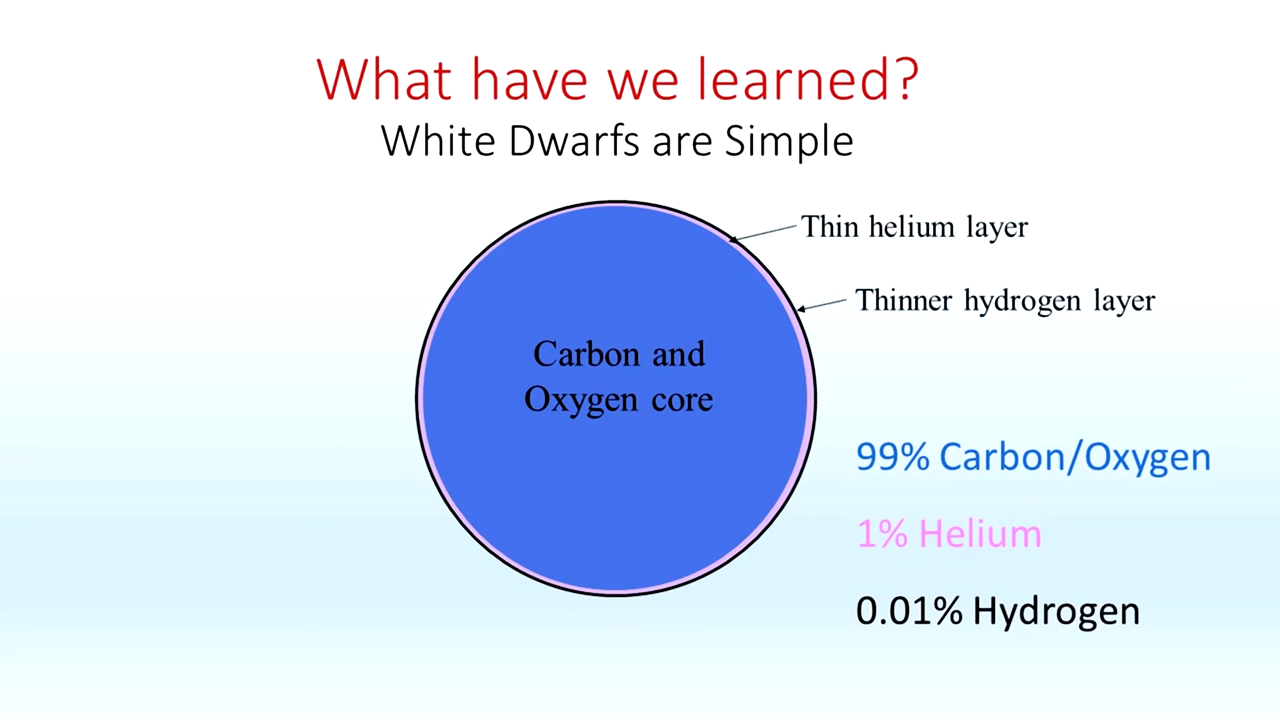 What have we learned?
White Dwarfs are Simple
Thin helium layer
Thinner hydrogen layer
Carbon and
Oxygen core
99% Carbon/Oxygen
1% Helium
0.01% Hydrogen